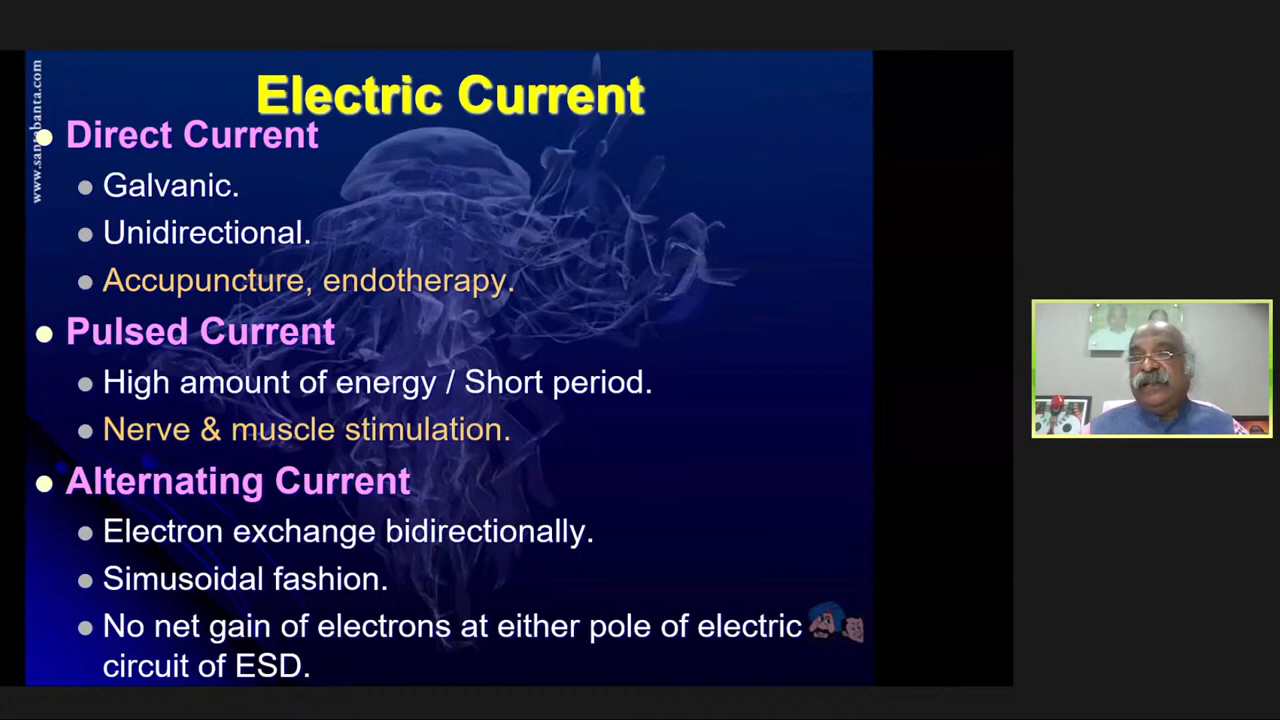 Electric Current
Direct Current
Galvanic.
Unidirectional.
Accupuncture, endotherapy.
Pulsed Current
High amount of energy / Short period.
Nerve & muscle stimulation.
Alternating Current
Electron exchange bidirectionally.
Simusoidal fashion.
No net gain of electrons at either pole of electric
circuit of ESD.